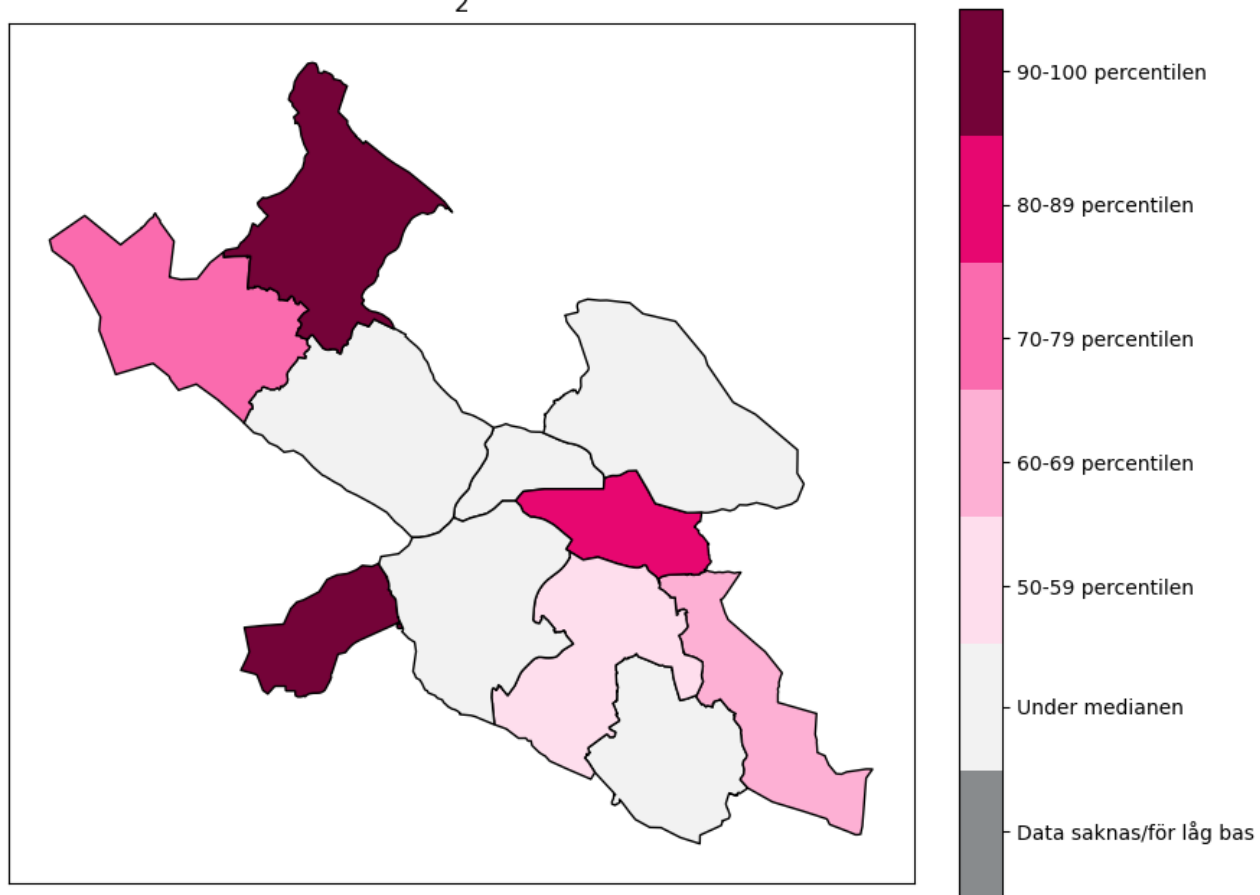 2
90-100 percentilen
80-89 percentilen
70-79 percentilen
60-69 percentilen
50-59 percentilen
Under medianen
Data saknas/för låg bas